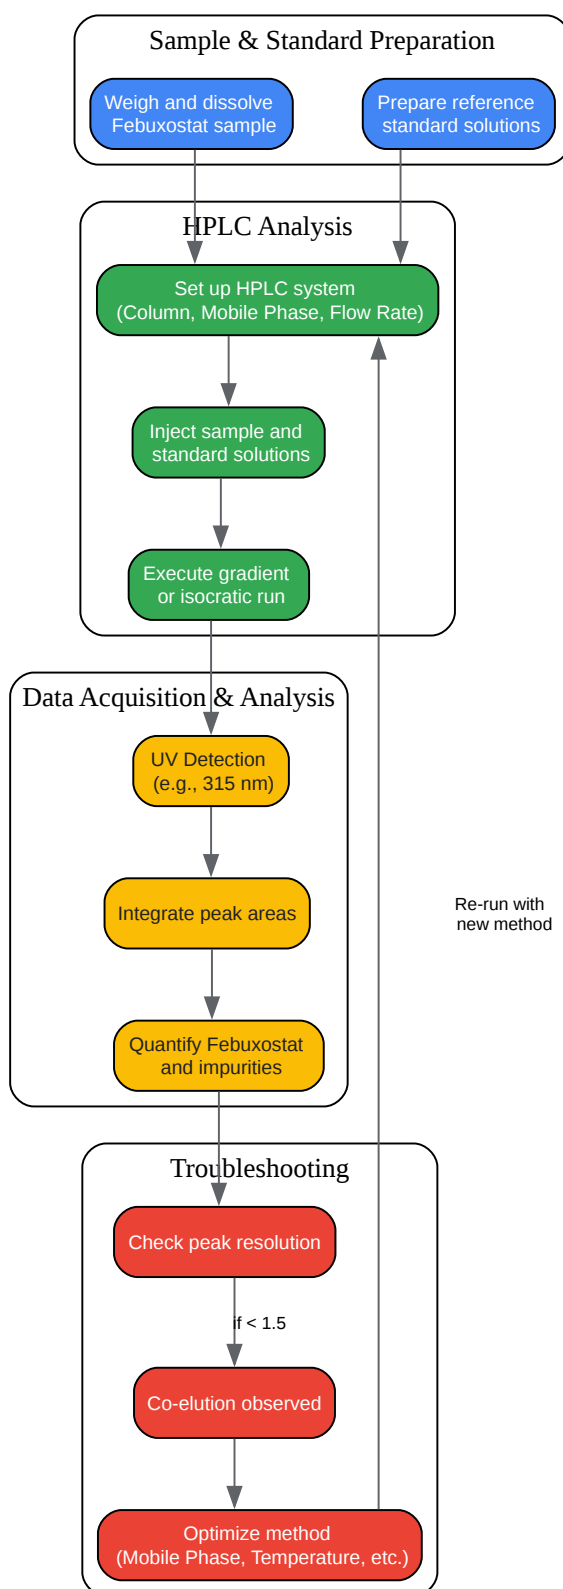 Sample & Standard Preparation
Weigh and dissolve
Febuxostat sample
Prepare reference
standard solutions
HPLC Analysis
Set up HPLC system
(Column, Mobile Phase, Flow Rate)
Inject sample and
standard solutions
Execute gradient
or isocratic run
Data Acquisition & Analysis
UV Detection
(e.g., 315 nm)
Integrate peak areas
Re-run with
new method
Quantify Febuxostat
and impurities
Troubleshooting
Check peak resolution
if < 1.5
Co-elution observed
Optimize method
(Mobile Phase, Temperature, etc.)